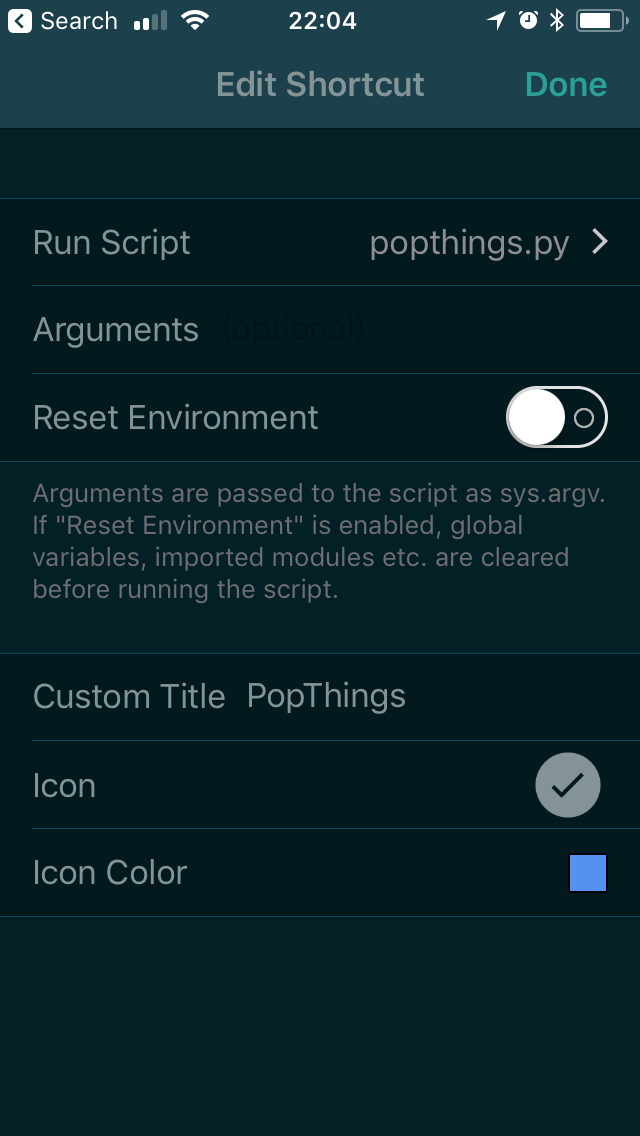 Search 22:04
Edit Shortcut Done
Run Script popthings.py
Arguments (optional)
Reset Environment
Arguments are passed to the script as sys.argv.
If "Reset Environment" is enabled, global
variables, imported modules etc. are cleared
before running the script.
Custom Title PopThings
Icon
Icon Color